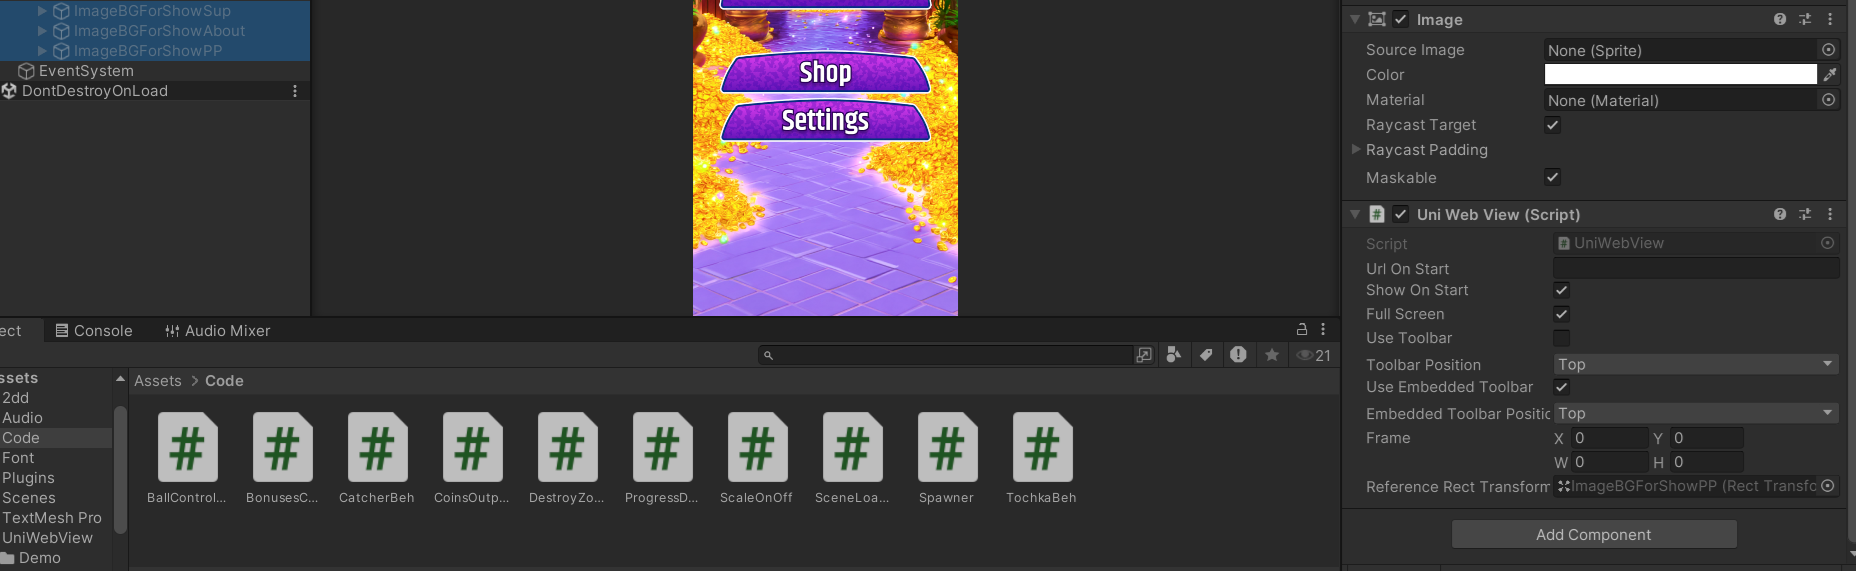 ImageBGForShowSup
ImageBGForShowAbout
ImageBGForShowPP
EventSystem
DontDestroyOnLoad
Shop
Settings
Image
Source Image None (Sprite)
Color
Material None (Material)
Raycast Target
Raycast Padding
Maskable
# Uni Web View (Script)
Script # UniWebView
Url On Start
Show On Start
Full Screen
Use Toolbar
Toolbar Position Top
Use Embedded Toolbar
Embedded Toolbar Positic Top
Frame X 0 Y 0
W 0 H 0
Reference Rect Transform ImageBGForShowPP (Rect Transfc
Add Component
ect Console Audio Mixer
21
ssets
2dd
Audio
Code
Font
Plugins
Scenes
TextMesh Pro
UniWebView
Demo
Assets > Code
# # # # # # # # # #
BallControl... BonusesC... CatcherBeh CoinsOutp... DestroyZo... ProgressD... ScaleOnOff SceneLoa... Spawner TochkaBeh